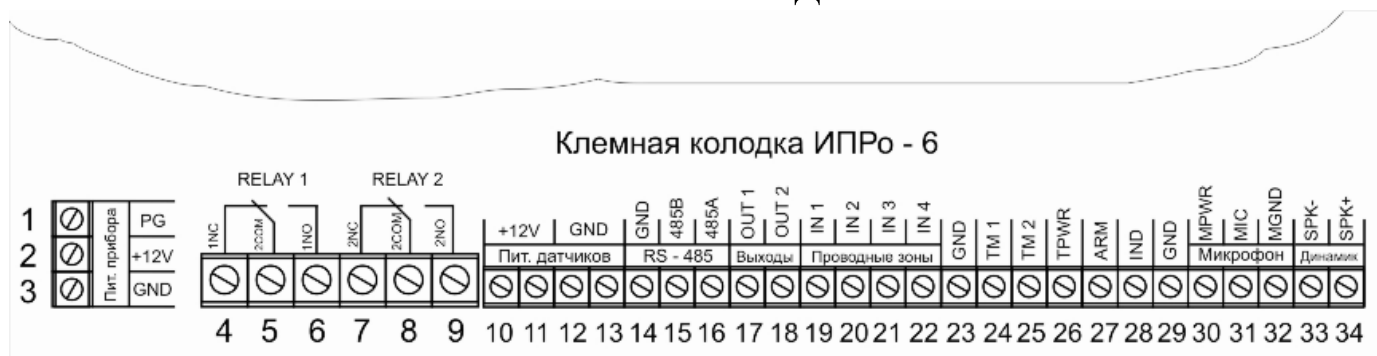 Д
Клемная колодка ИПРо - 6
RELAY 1 RELAY 2
1 PG
2 +12V
3 GND
Пит. прибора
1NC 2COM 1NO 2NC 2COM 2NO
+12V GND GND 485B 485A OUT 1 OUT 2 IN 1 IN 2 IN 3 IN 4 GND TM 1 TM 2 TPWR ARM IND GND MPWR MIC MGND SPK- SPK+
Пит. датчиков RS - 485 Выходы Проводные зоны Микрофон Динамик
4 5 6 7 8 9 10 11 12 13 14 15 16 17 18 19 20 21 22 23 24 25 26 27 28 29 30 31 32 33 34